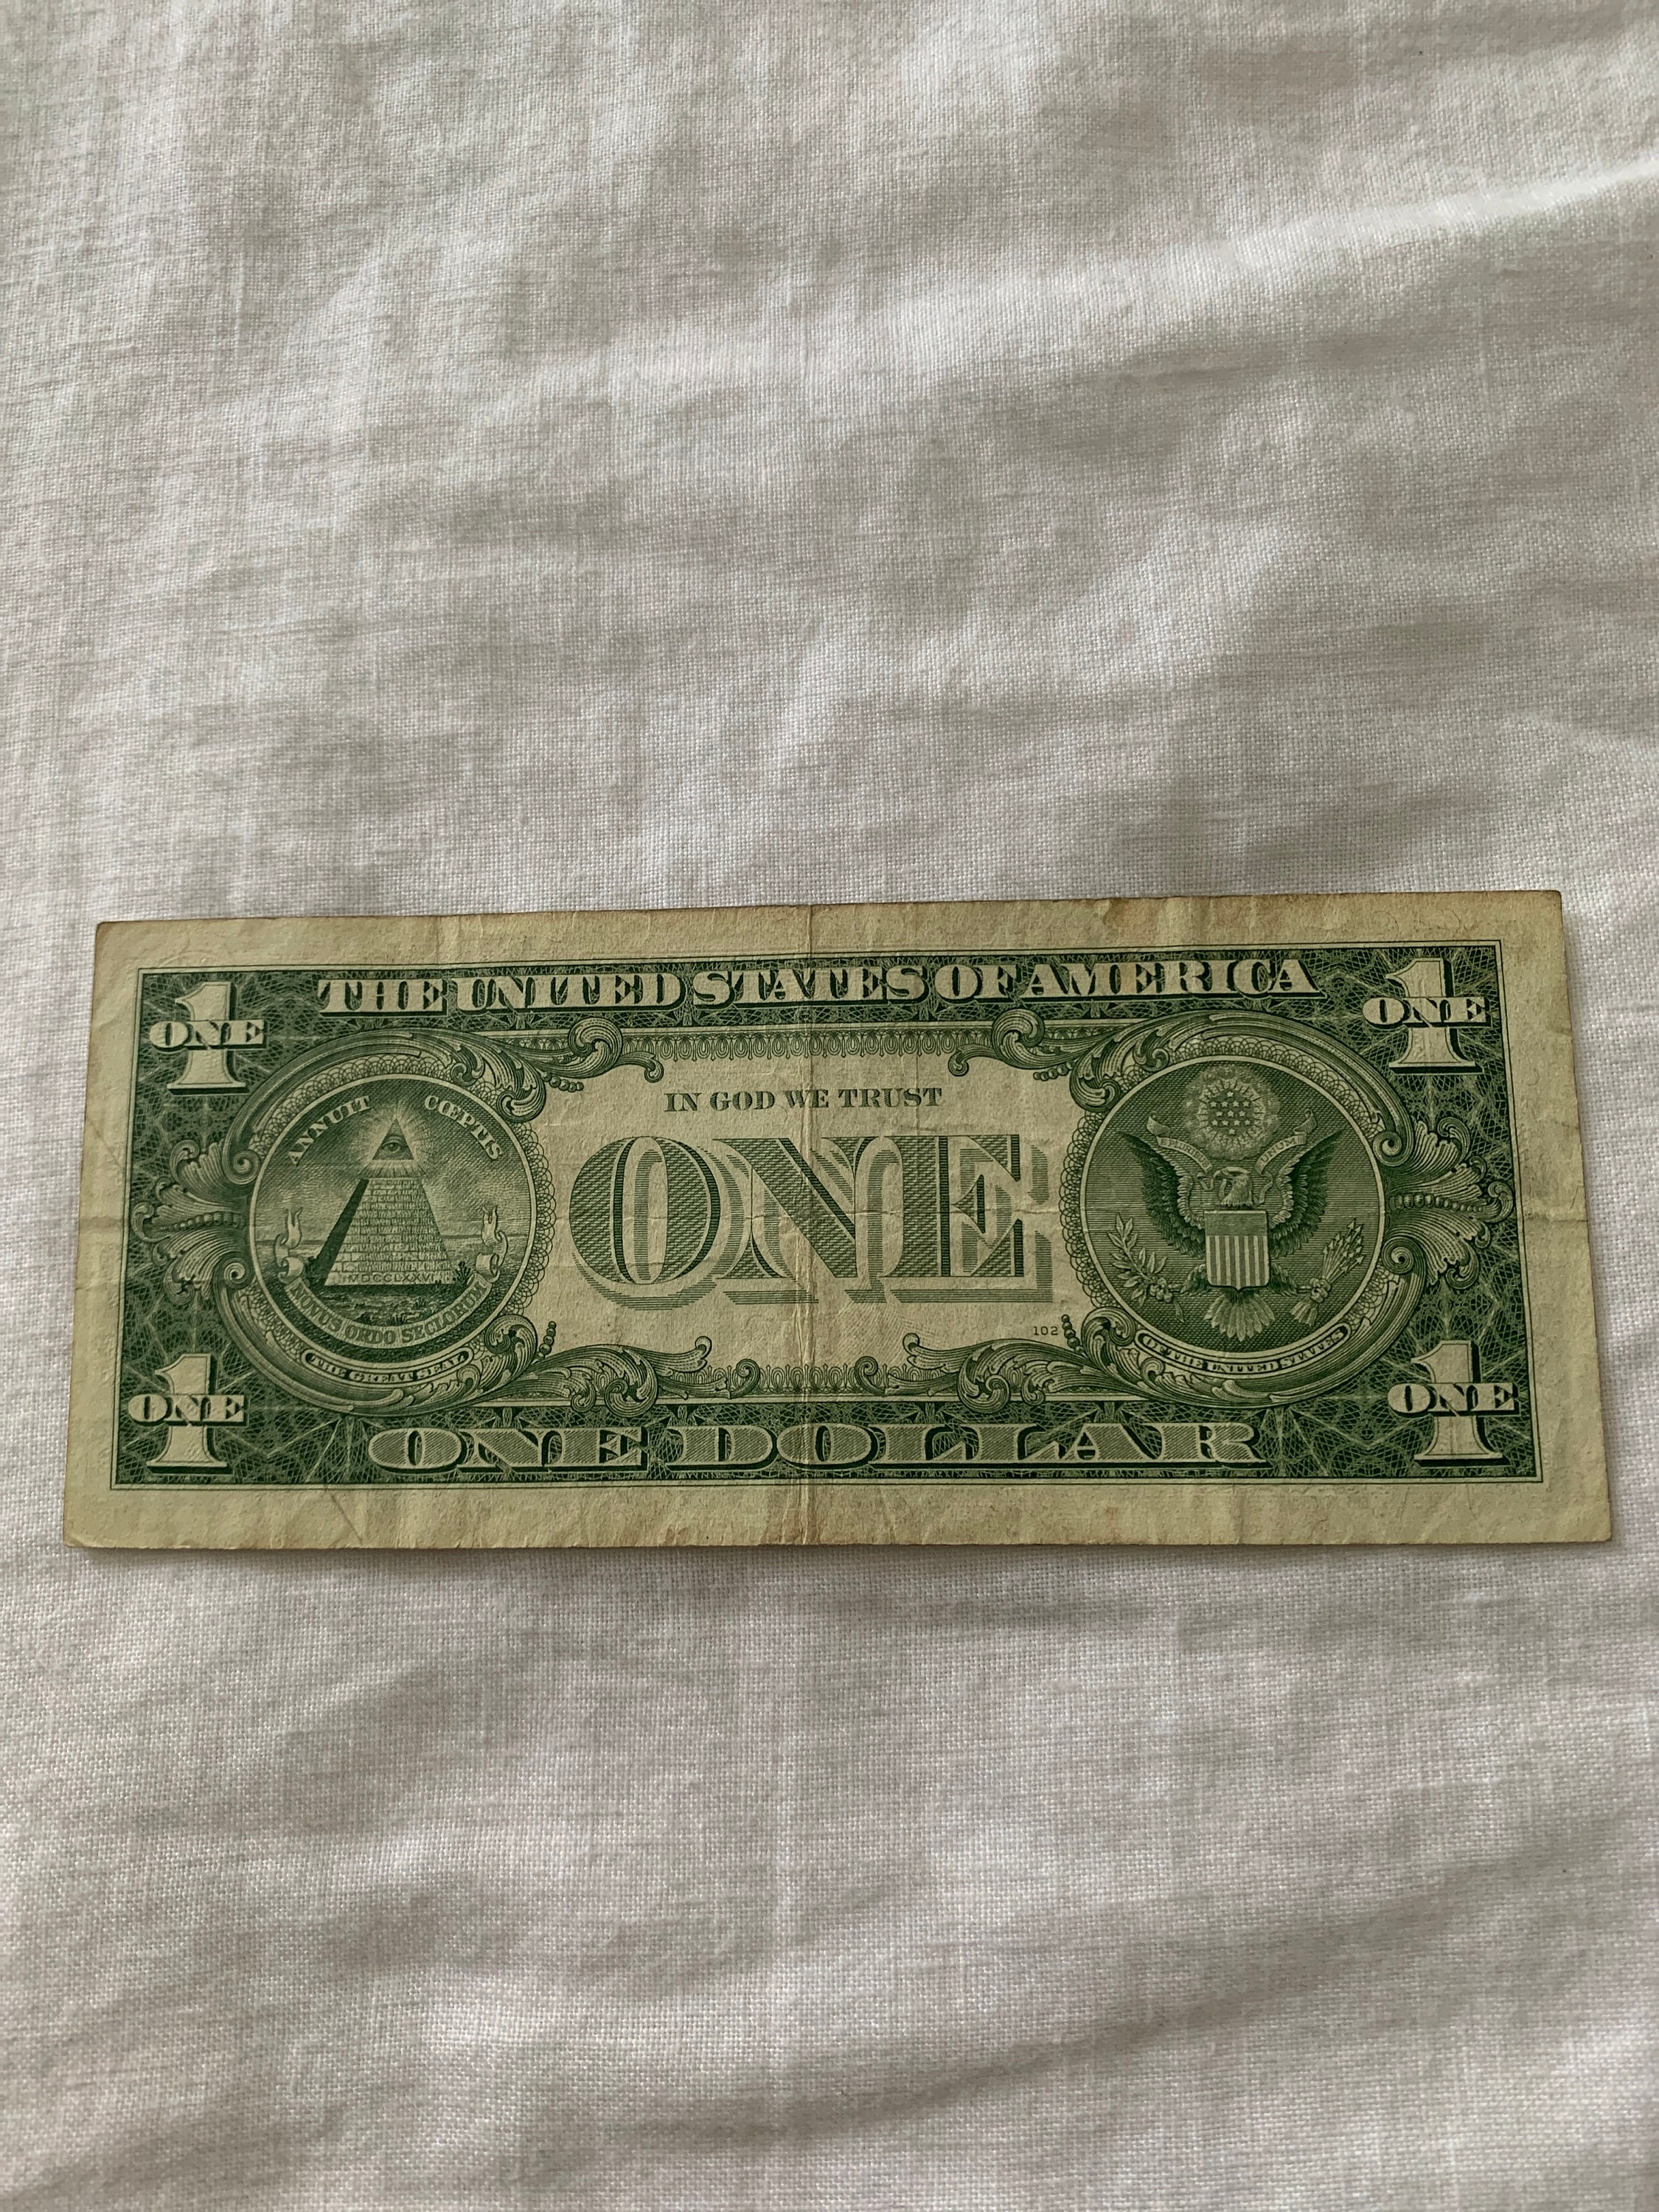 THE UNITED STATES OF AMERICA
1
ONE
1
ONE
ANNUIT CŒPTIS
IN GOD WE TRUST
ONE
MDCCLXXVI
NOVUS ORDO SECLORUM
THE GREAT SEAL
102
OF THE UNITED STATES
1
ONE
1
ONE
ONE DOLLAR